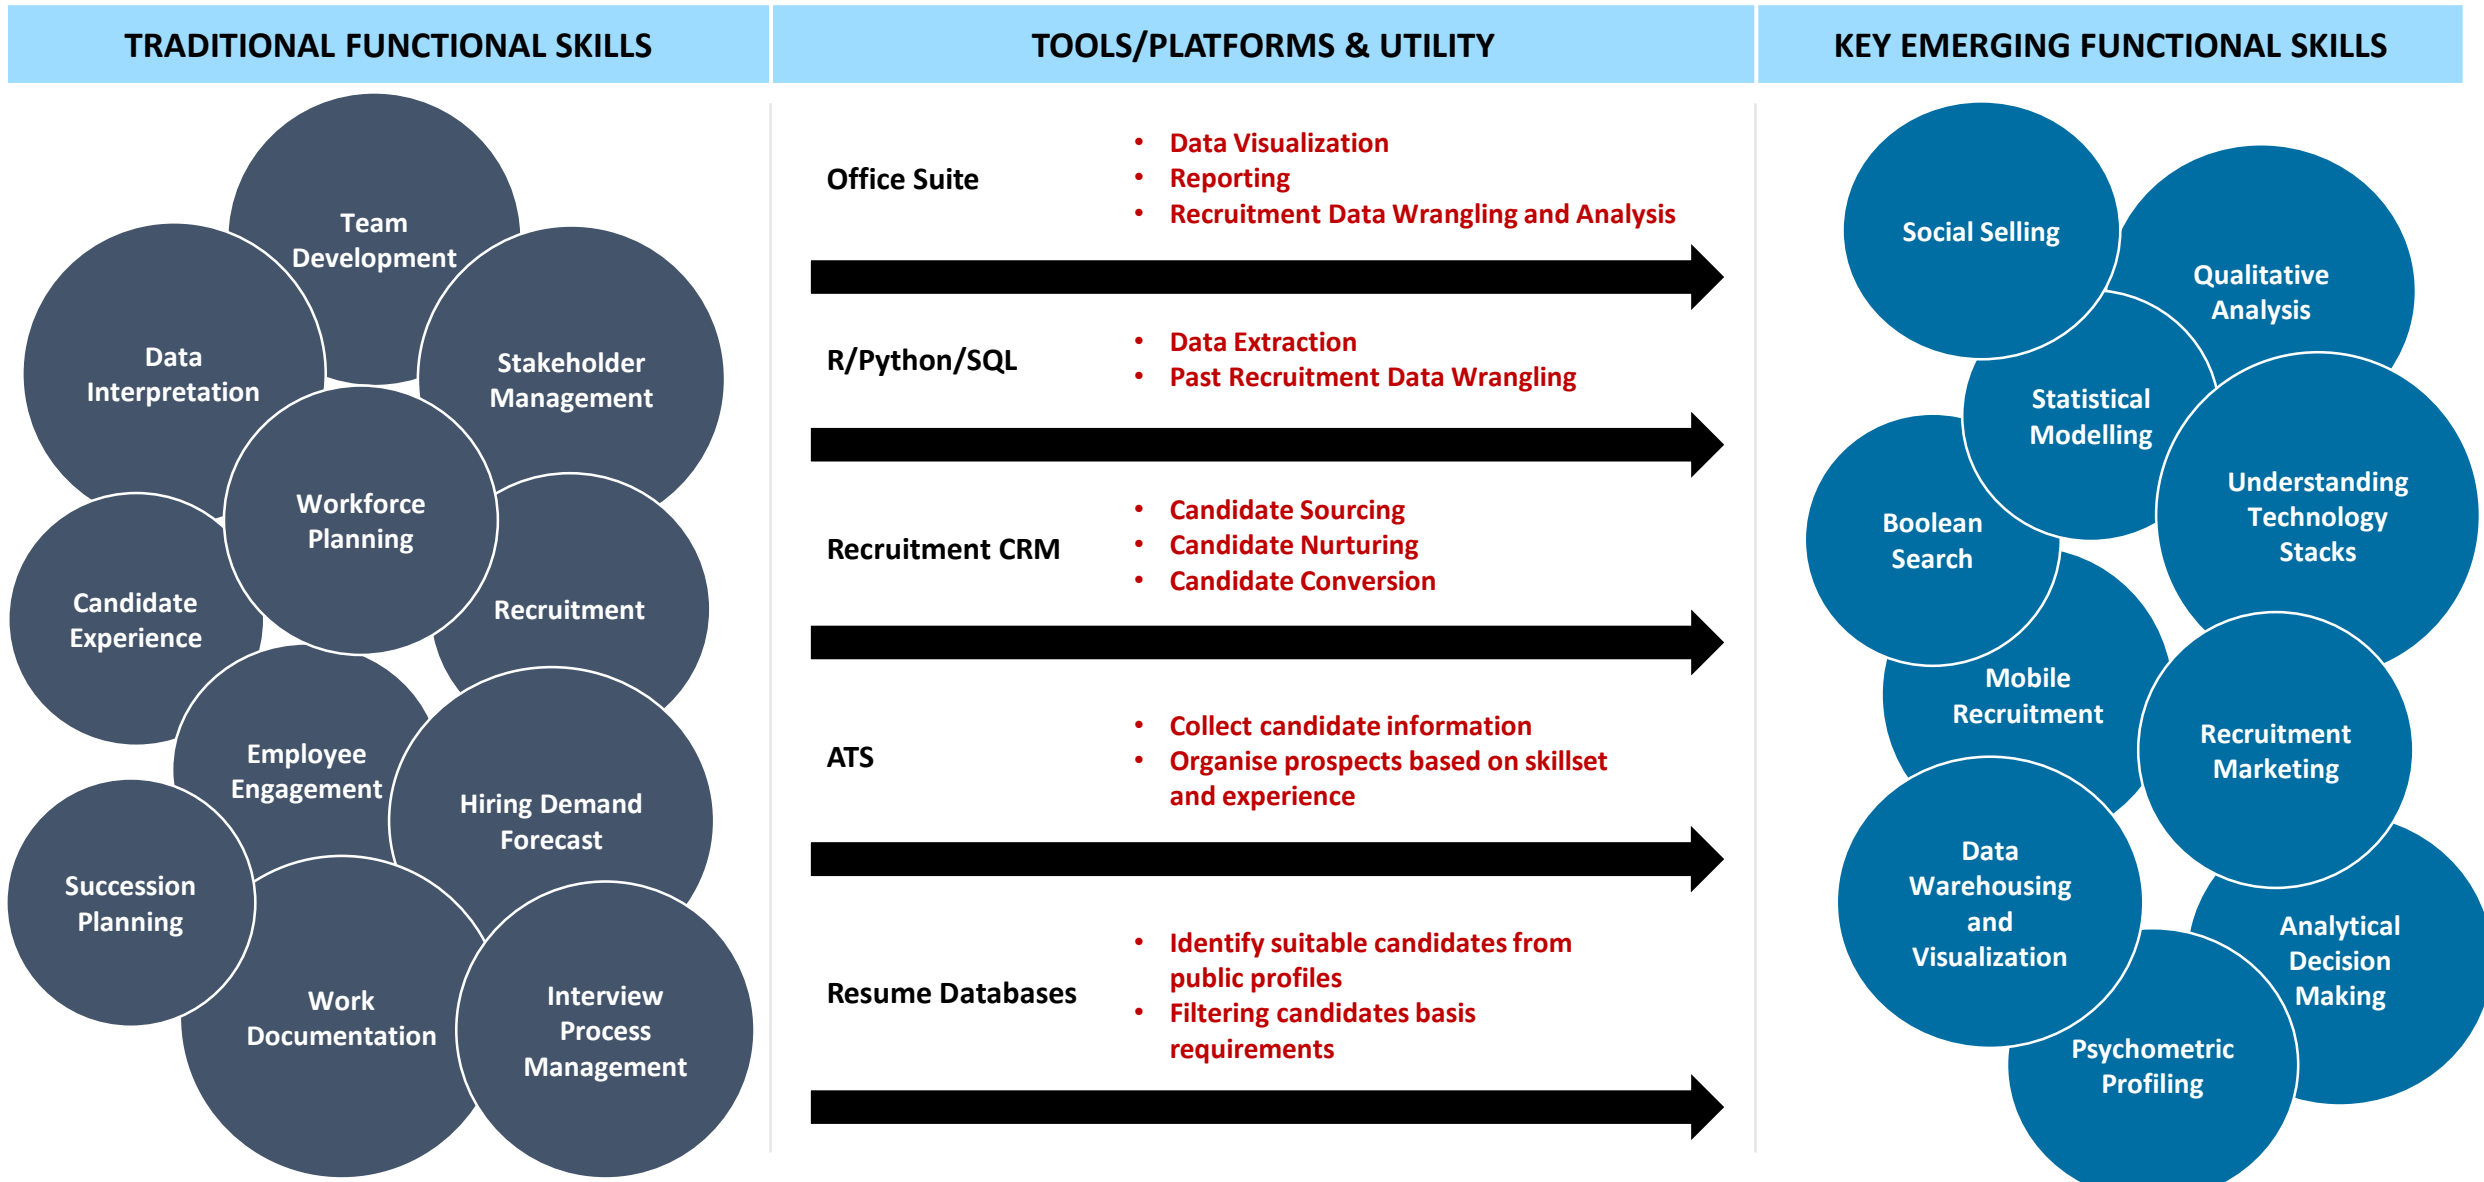 TRADITIONAL FUNCTIONAL SKILLS
TOOLS/PLATFORMS & UTILITY
KEY EMERGING FUNCTIONAL SKILLS
Team
Development
Data
Interpretation
Stakeholder
Management
Workforce
Planning
Candidate
Experience
Recruitment
Employee
Engagement
Hiring Demand
Forecast
Succession
Planning
Work
Documentation
Interview
Process
Management
Office Suite
• Data Visualization
• Reporting
• Recruitment Data Wrangling and Analysis
R/Python/SQL
• Data Extraction
• Past Recruitment Data Wrangling
Recruitment CRM
• Candidate Sourcing
• Candidate Nurturing
• Candidate Conversion
ATS
• Collect candidate information
• Organise prospects based on skillset
and experience
Resume Databases
• Identify suitable candidates from
public profiles
• Filtering candidates basis
requirements
Social Selling
Qualitative
Analysis
Statistical
Modelling
Understanding
Technology
Stacks
Boolean
Search
Mobile
Recruitment
Recruitment
Marketing
Data
Warehousing
and
Visualization
Analytical
Decision
Making
Psychometric
Profiling